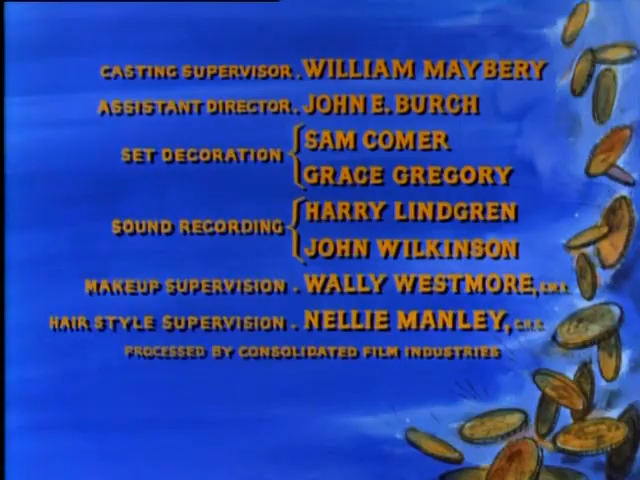 CASTING SUPERVISOR . WILLIAM MAYBERY
ASSISTANT DIRECTOR . JOHN E. BURCH
SET DECORATION { SAM COMER
GRACE GREGORY
SOUND RECORDING { HARRY LINDGREN
JOHN WILKINSON
MAKEUP SUPERVISION . WALLY WESTMORE,
HAIR STYLE SUPERVISION . NELLIE MANLEY, C.H.S.
PROCESSED BY CONSOLIDATED FILM INDUSTRIES